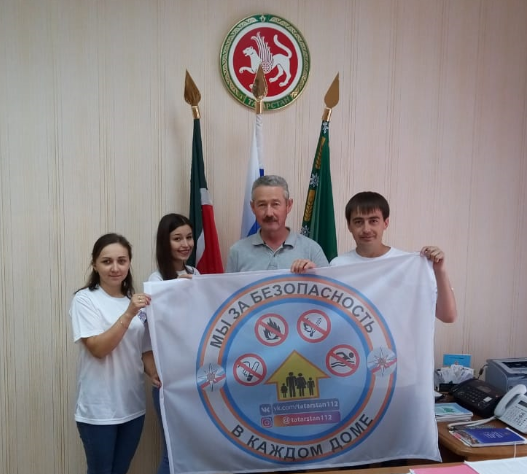 ТАТАРСТАН
МЫ ЗА БЕЗОПАСНОСТЬ
vk.com/tatarstan112
@tatarstan112
В КАЖДОМ ДОМЕ